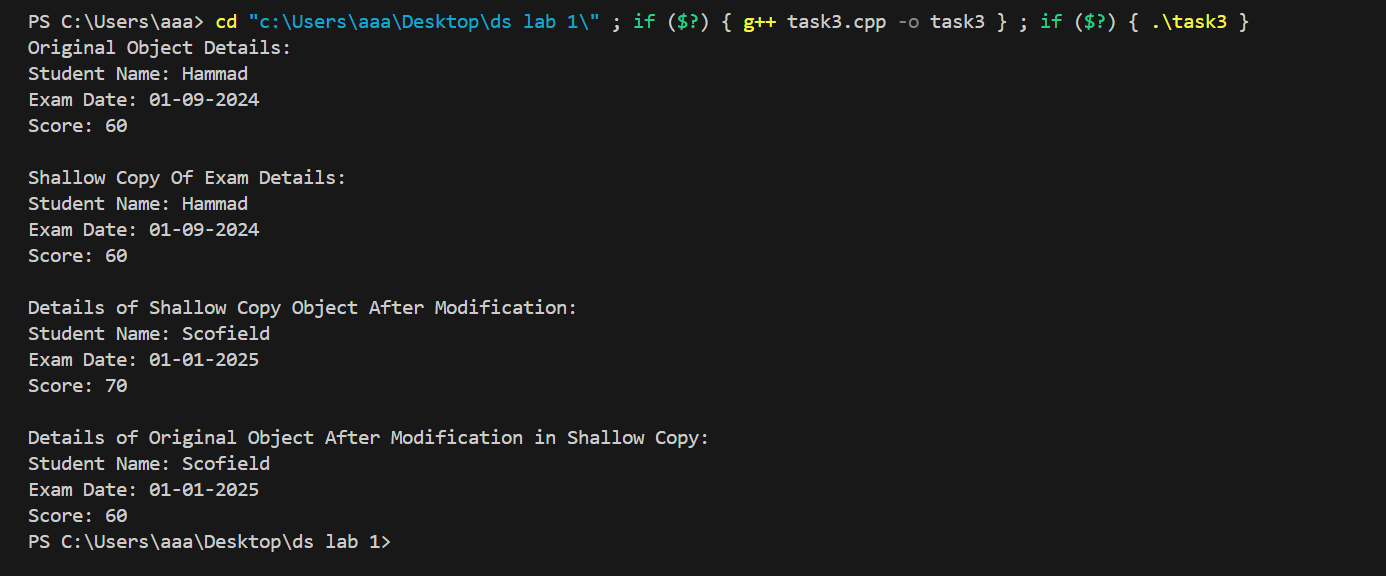 PS C:\Users\aaa> cd "c:\Users\aaa\Desktop\ds lab 1\" ; if ($?) { g++ task3.cpp -o task3 } ; if ($?) { .\task3 }
Original Object Details:
Student Name: Hammad
Exam Date: 01-09-2024
Score: 60

Shallow Copy Of Exam Details:
Student Name: Hammad
Exam Date: 01-09-2024
Score: 60

Details of Shallow Copy Object After Modification:
Student Name: Scofield
Exam Date: 01-01-2025
Score: 70

Details of Original Object After Modification in Shallow Copy:
Student Name: Scofield
Exam Date: 01-01-2025
Score: 60
PS C:\Users\aaa\Desktop\ds lab 1>